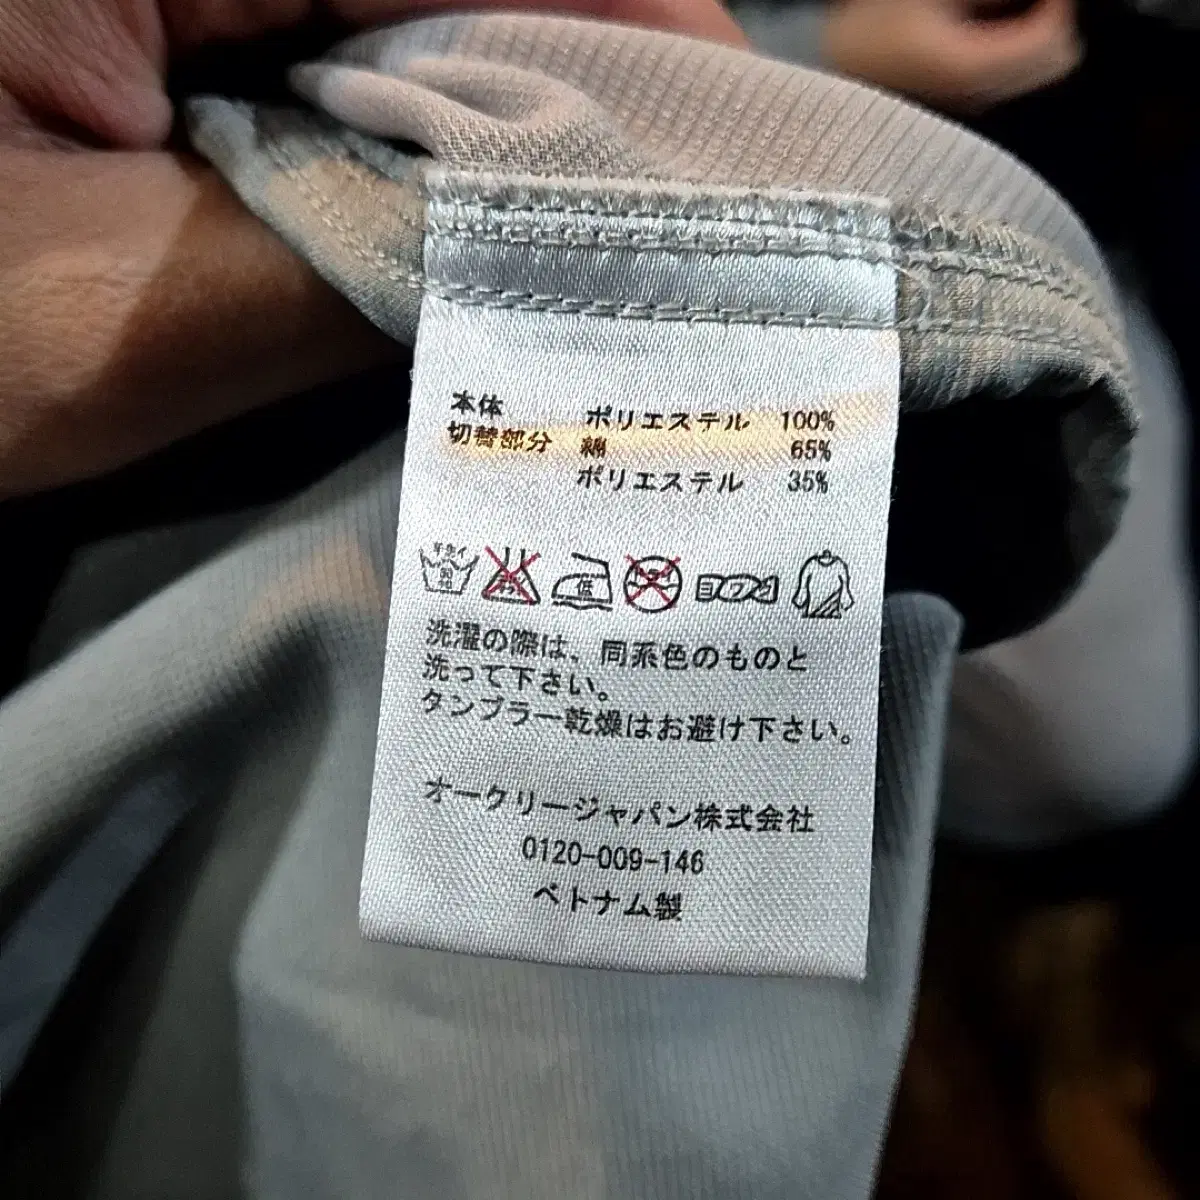 本体 ポリエステル 100%
切替部分 綿 65%
ポリエステル 35%
手洗イ
30
低
ヨワク
洗濯の際は、同系色のものと
洗って下さい。
タンブラー乾燥はお避け下さい。
オークリージャパン株式会社
0120-009-146
ベトナム製